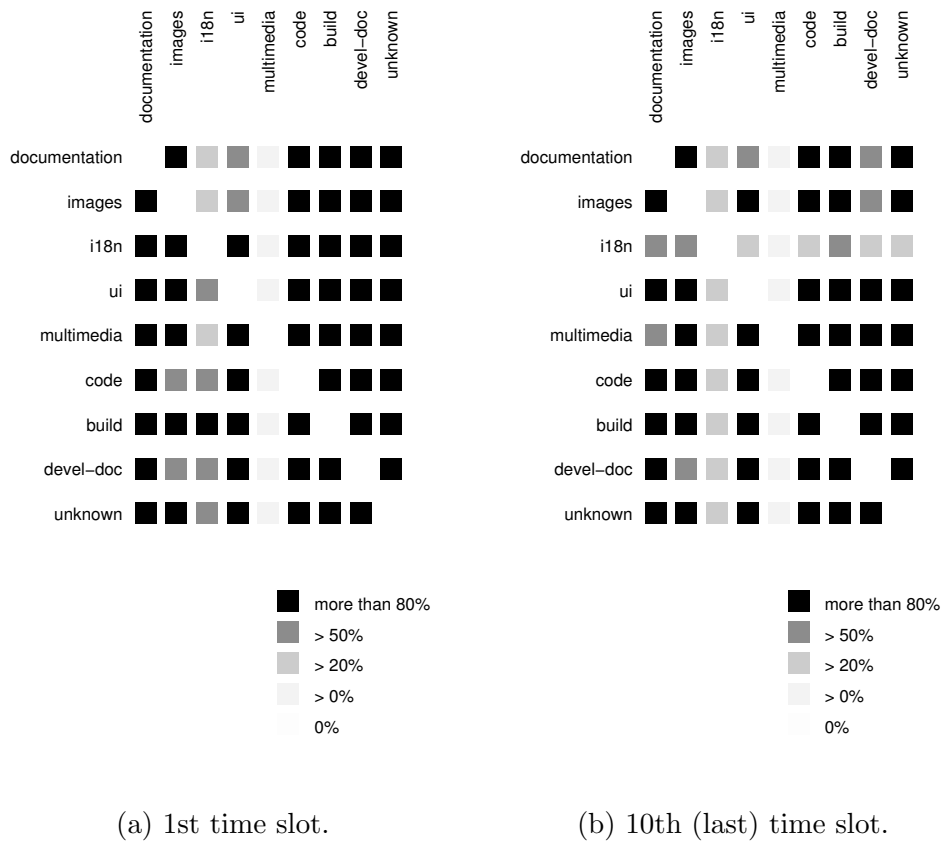 documentation
images
i18n
ui
multimedia
code
build
devel−doc
unknown
documentation
images
i18n
ui
multimedia
code
build
devel−doc
unknown
more than 80%
> 50%
> 20%
> 0%
0%
(a) 1st time slot.
documentation
images
i18n
ui
multimedia
code
build
devel−doc
unknown
documentation
images
i18n
ui
multimedia
code
build
devel−doc
unknown
more than 80%
> 50%
> 20%
> 0%
0%
(b) 10th (last) time slot.